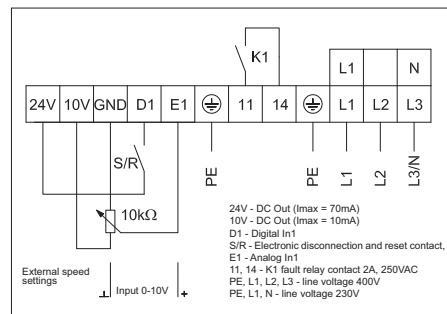 K1
L1 N
24V 10V GND D1 E1 11 14 L1 L2 L3
S/R
PE PE L1 L2 L3/N
10kΩ
24V - DC Out (Imax = 70mA)
10V - DC Out (Imax = 10mA)
D1 - Digital In1
S/R - Electronic disconnection and reset contact,
E1 - Analog In1
11, 14 - K1 fault relay contact 2A, 250VAC
PE, L1, L2, L3 - line voltage 400V
PE, L1, N - line voltage 230V
External speed
settings
⊥ Input 0-10V +